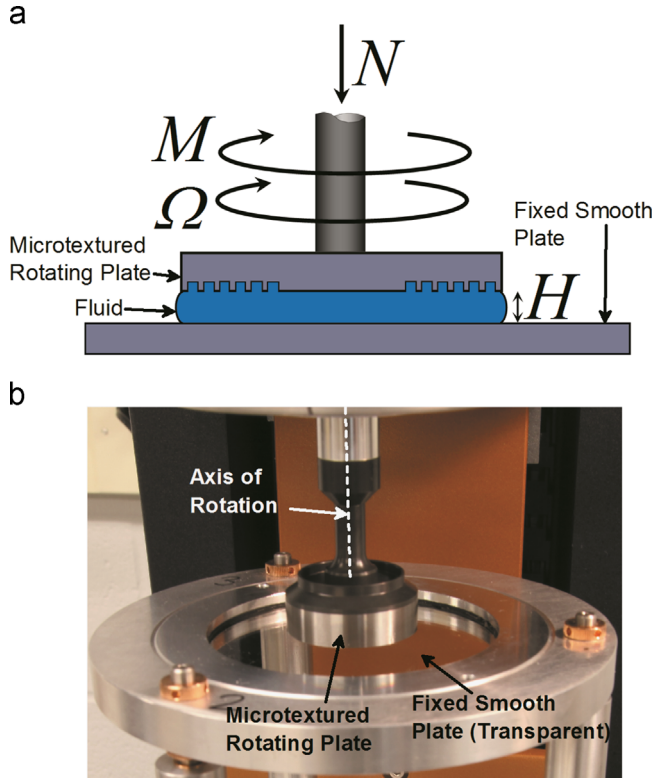 a
N
M
Ω
Fixed Smooth
Plate
Microtextured
Rotating Plate
Fluid
H
b
Axis of
Rotation
Microtextured
Rotating Plate
Fixed Smooth
Plate (Transparent)